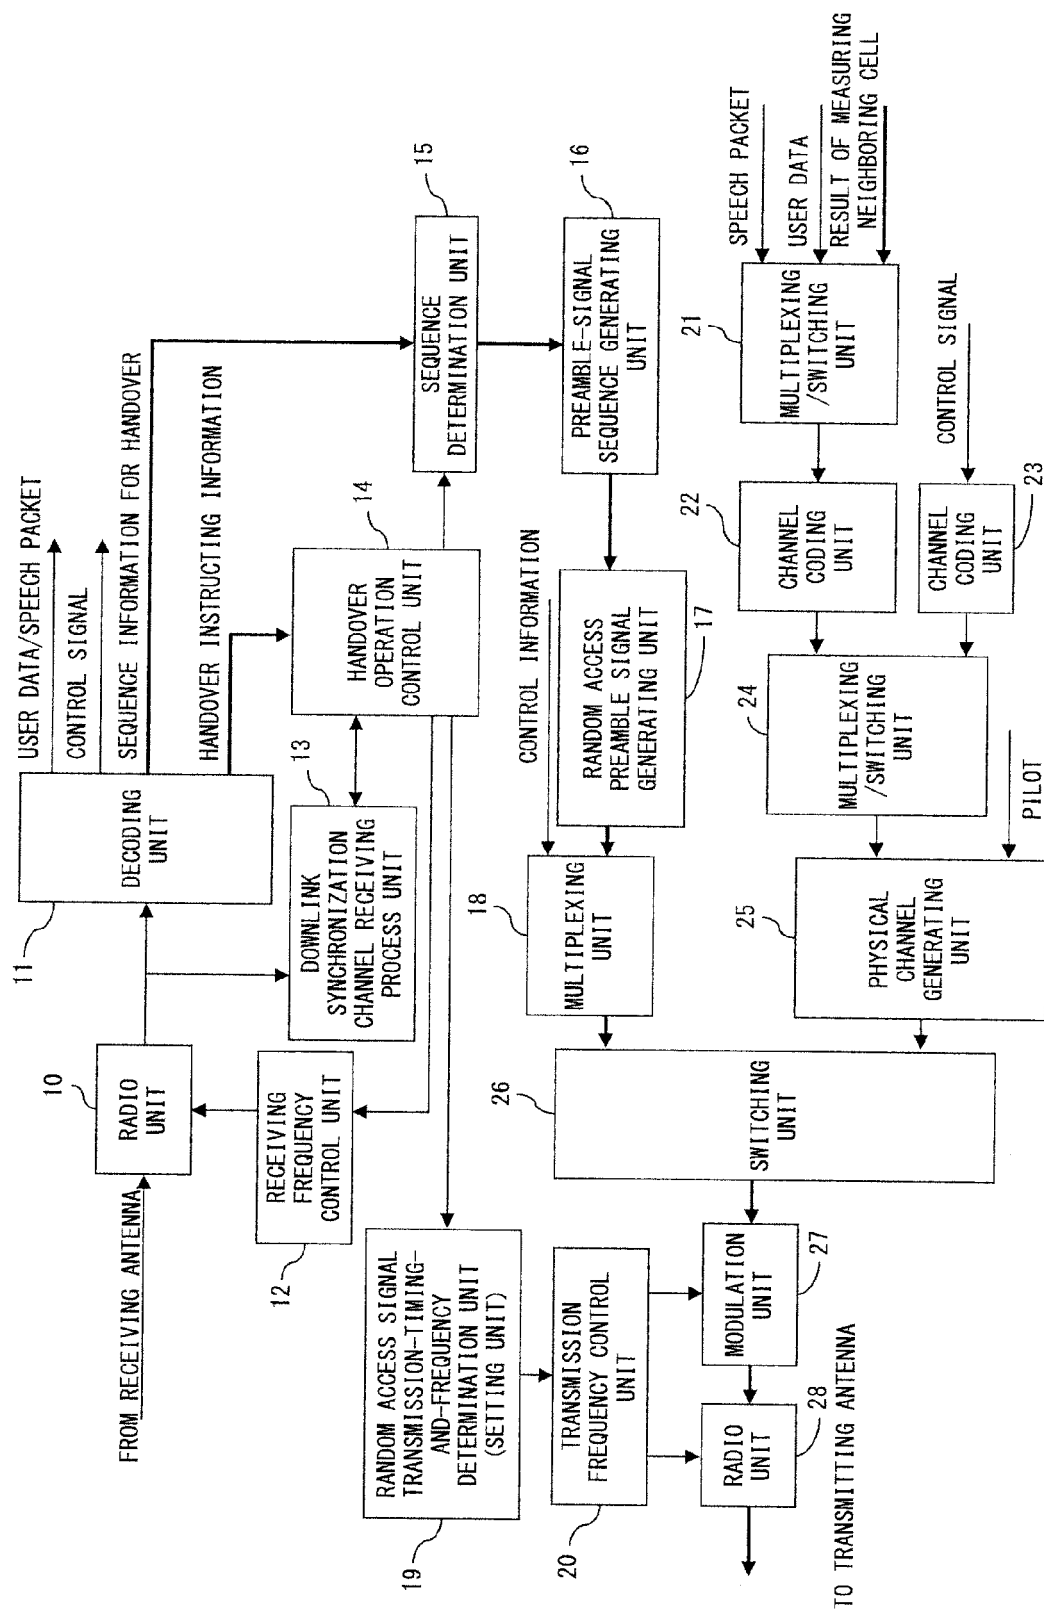 FROM RECEIVING ANTENNA
10
RADIO
UNIT
11
DECODING
UNIT
USER DATA/SPEECH PACKET
CONTROL SIGNAL
SEQUENCE INFORMATION FOR HANDOVER
HANDOVER INSTRUCTING INFORMATION
12
RECEIVING
FREQUENCY
CONTROL UNIT
13
DOWNLINK
SYNCHRONIZATION
CHANNEL RECEIVING
PROCESS UNIT
14
HANDOVER
OPERATION
CONTROL UNIT
15
SEQUENCE
DETERMINATION UNIT
16
PREAMBLE-SIGNAL
SEQUENCE GENERATING
UNIT
17
RANDOM ACCESS
PREAMBLE SIGNAL
GENERATING UNIT
CONTROL INFORMATION
18
MULTIPLEXING
UNIT
19
RANDOM ACCESS SIGNAL
TRANSMISSION-TIMING-
AND-FREQUENCY
DETERMINATION UNIT
(SETTING UNIT)
20
TRANSMISSION
FREQUENCY CONTROL
UNIT
SPEECH PACKET
USER DATA
RESULT OF MEASURING
NEIGHBORING CELL
21
MULTIPLEXING
/SWITCHING
UNIT
22
CHANNEL
CODING
UNIT
CONTROL SIGNAL
23
CHANNEL
CODING
UNIT
24
MULTIPLEXING
/SWITCHING
UNIT
PILOT
25
PHYSICAL
CHANNEL
GENERATING
UNIT
26
SWITCHING
UNIT
27
MODULATION
UNIT
28
RADIO
UNIT
TO TRANSMITTING ANTENNA